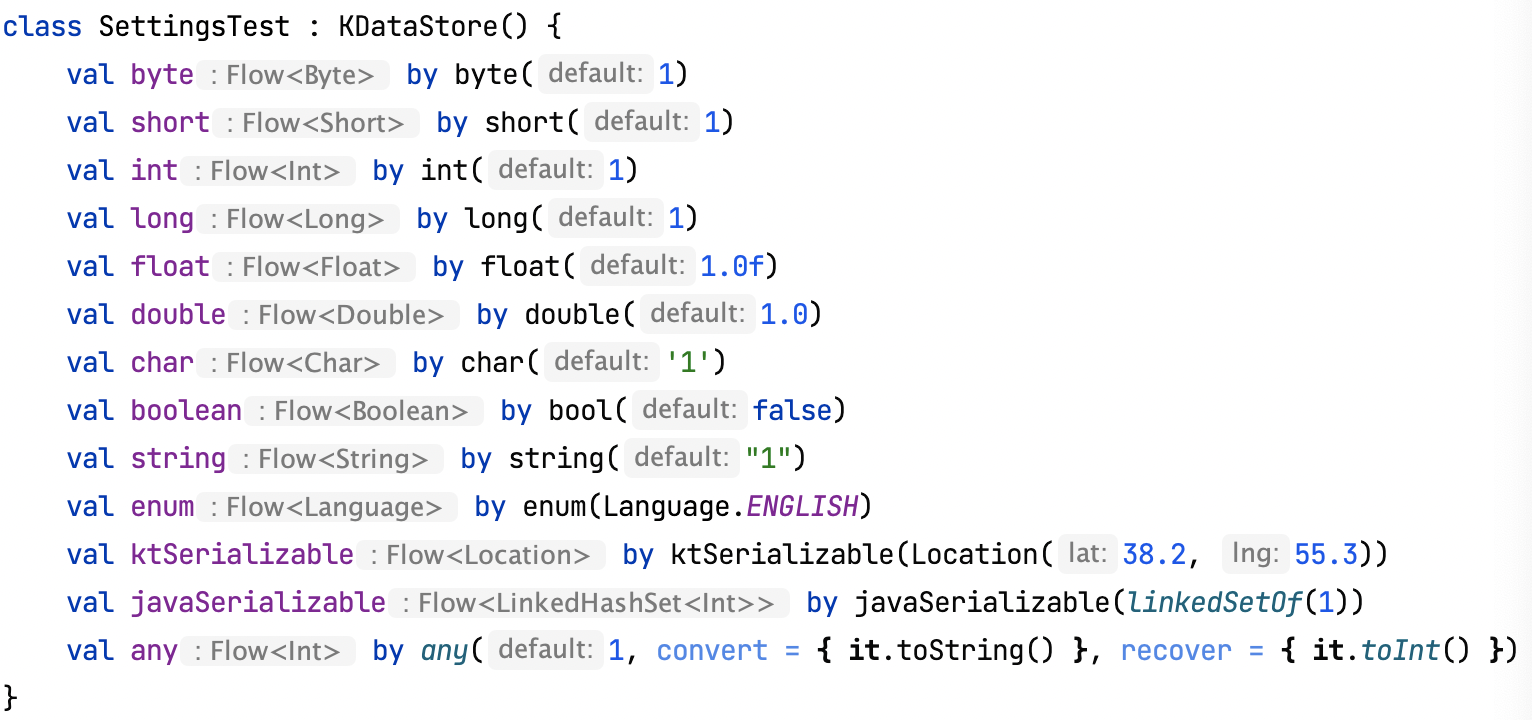 class SettingsTest : KDataStore() {
    val byte : Flow<Byte> by byte( default: 1)
    val short : Flow<Short> by short( default: 1)
    val int : Flow<Int> by int( default: 1)
    val long : Flow<Long> by long( default: 1)
    val float : Flow<Float> by float( default: 1.0f)
    val double : Flow<Double> by double( default: 1.0)
    val char : Flow<Char> by char( default: '1')
    val boolean : Flow<Boolean> by bool( default: false)
    val string : Flow<String> by string( default: "1")
    val enum : Flow<Language> by enum(Language.ENGLISH)
    val ktSerializable : Flow<Location> by ktSerializable(Location( lat: 38.2, lng: 55.3))
    val javaSerializable : Flow<LinkedHashSet<Int>> by javaSerializable(linkedSetOf(1))
    val any : Flow<Int> by any( default: 1, convert = { it.toString() }, recover = { it.toInt() })
}